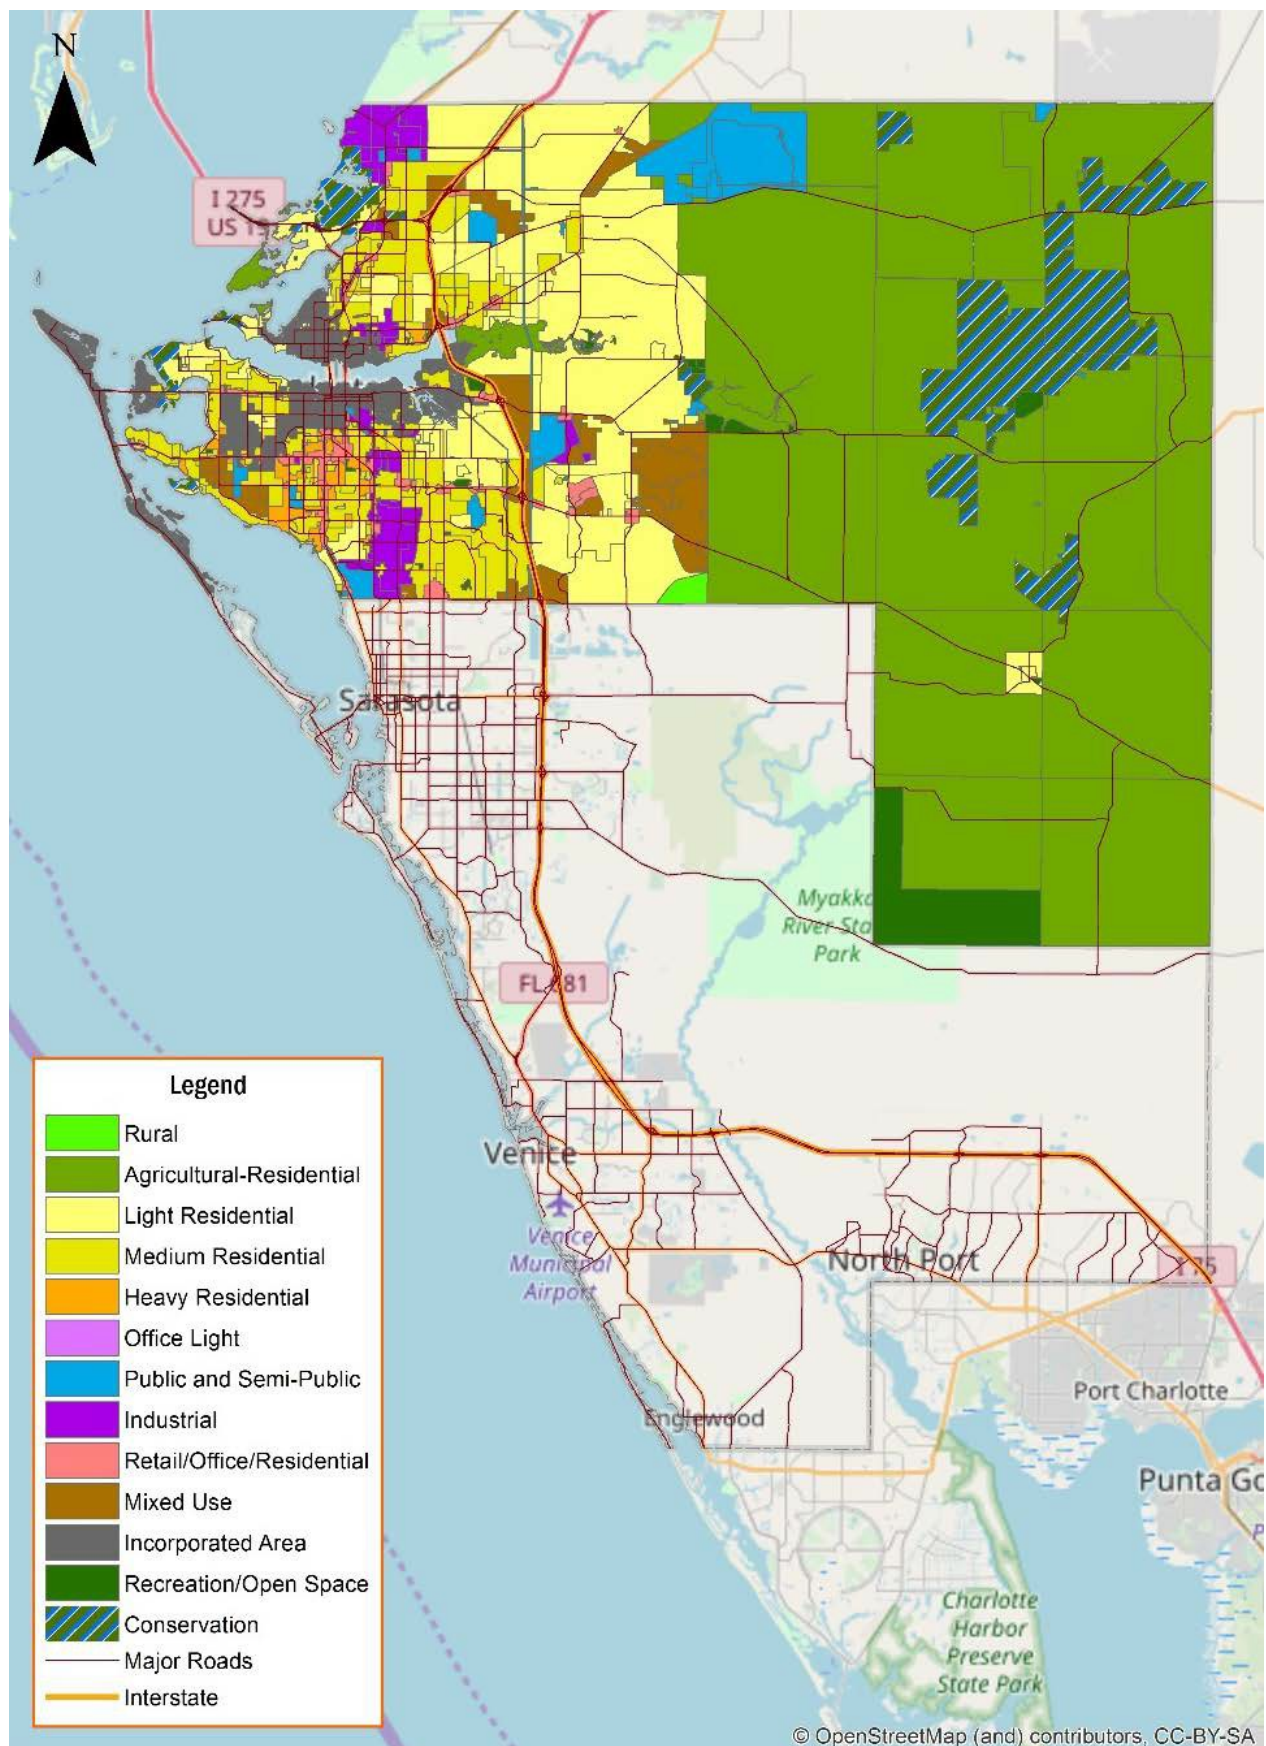 N
I 275
US 19
Sarasota
Myakka
River Sta
Park
FL 681
Venice
Venice
Municipal
Airport
North Port
I 75
Port Charlotte
Englewood
Punta Go
P
Charlotte
Harbor
Preserve
State Park
Legend
Rural
Agricultural-Residential
Light Residential
Medium Residential
Heavy Residential
Office Light
Public and Semi-Public
Industrial
Retail/Office/Residential
Mixed Use
Incorporated Area
Recreation/Open Space
Conservation
Major Roads
Interstate
© OpenStreetMap (and) contributors, CC-BY-SA